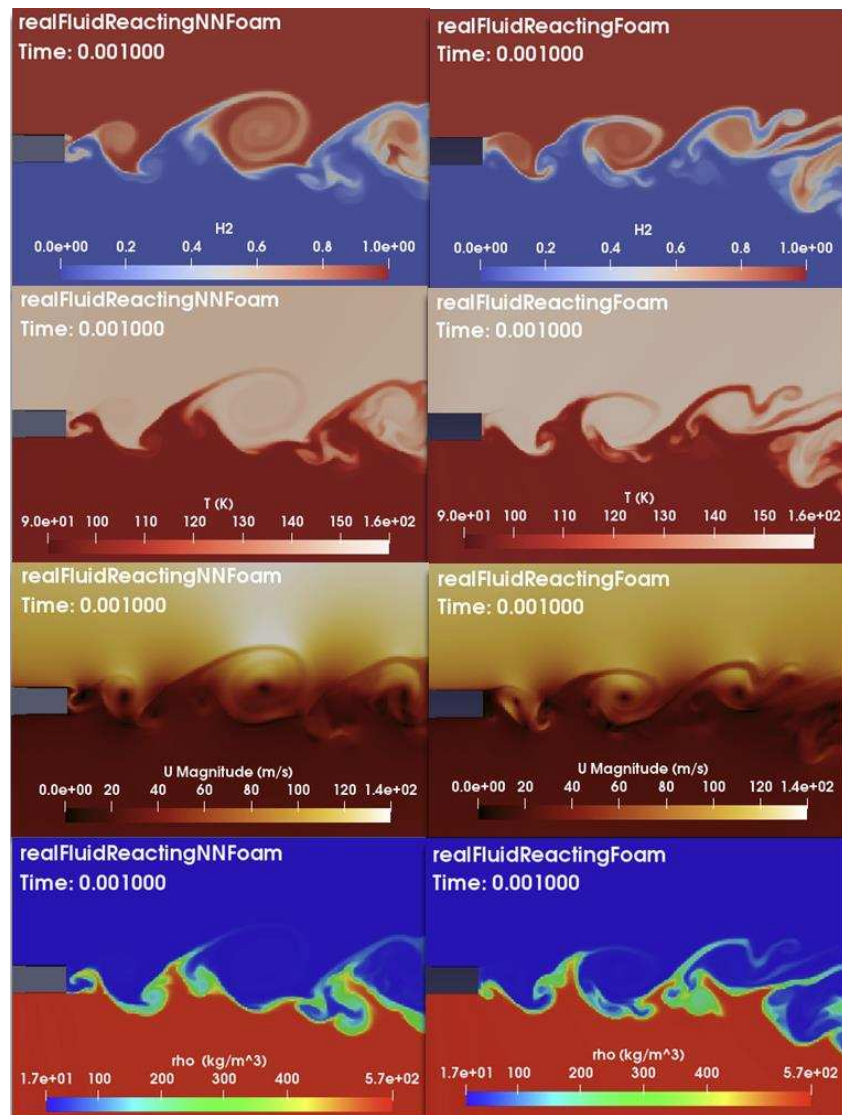 realFluidReactingNNFoam
Time: 0.001000
H2
0.0e+00 0.2 0.4 0.6 0.8 1.0e+00
realFluidReactingFoam
Time: 0.001000
H2
0.0e+00 0.2 0.4 0.6 0.8 1.0e+00
realFluidReactingNNFoam
Time: 0.001000
T (K)
9.0e+01 100 110 120 130 140 150 1.6e+02
realFluidReactingFoam
Time: 0.001000
T (K)
9.0e+01 100 110 120 130 140 150 1.6e+02
realFluidReactingNNFoam
Time: 0.001000
U Magnitude (m/s)
0.0e+00 20 40 60 80 100 120 1.4e+02
realFluidReactingFoam
Time: 0.001000
U Magnitude (m/s)
0.0e+00 20 40 60 80 100 120 1.4e+02
realFluidReactingNNFoam
Time: 0.001000
rho (kg/m^3)
1.7e+01 100 200 300 400 5.7e+02
realFluidReactingFoam
Time: 0.001000
rho (kg/m^3)
1.7e+01 100 200 300 400 5.7e+02